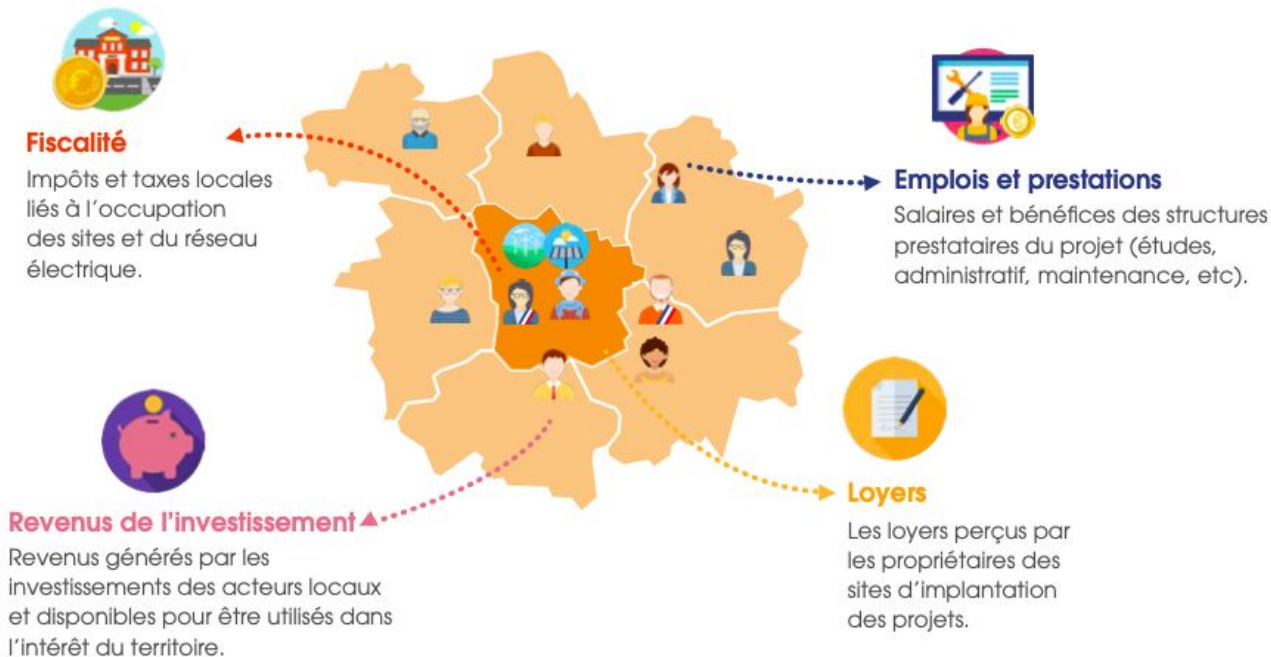 Fiscalité
Impôts et taxes locales
liés à l’occupation
des sites et du réseau
électrique.
Emplois et prestations
Salaires et bénéfices des structures
prestataires du projet (études,
administratif, maintenance, etc).
Revenus de l’investissement
Revenus générés par les
investissements des acteurs locaux
et disponibles pour être utilisés dans
l’intérêt du territoire.
Loyers
Les loyers perçus par
les propriétaires des
sites d’implantation
des projets.